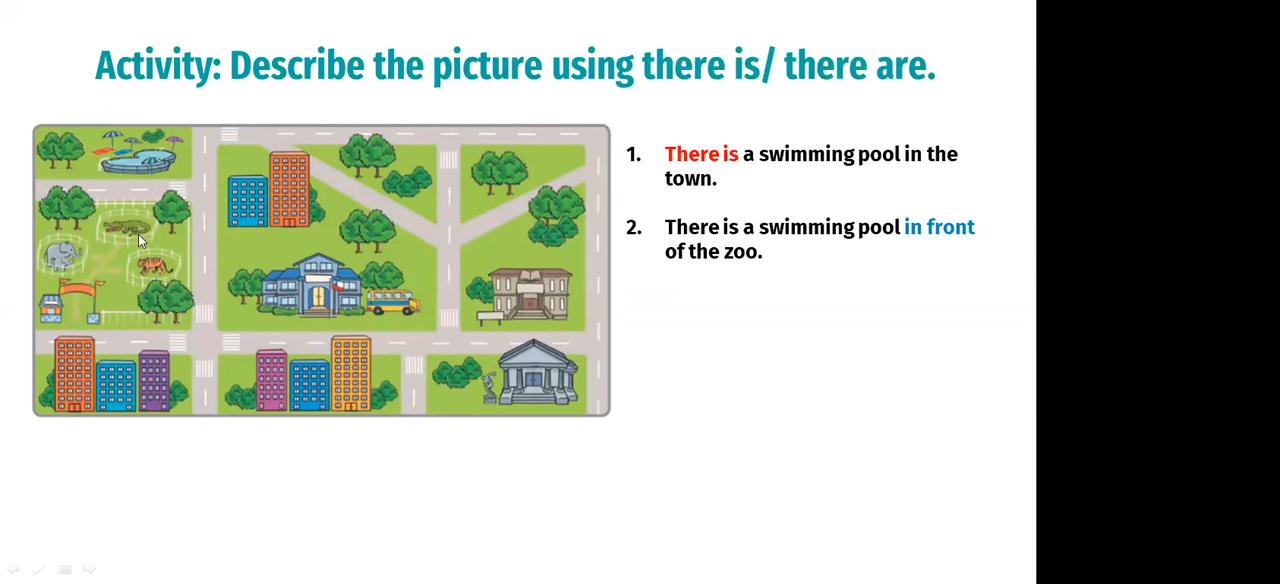 Activity: Describe the picture using there is/ there are.
1. There is a swimming pool in the
town.
2. There is a swimming pool in front
of the zoo.